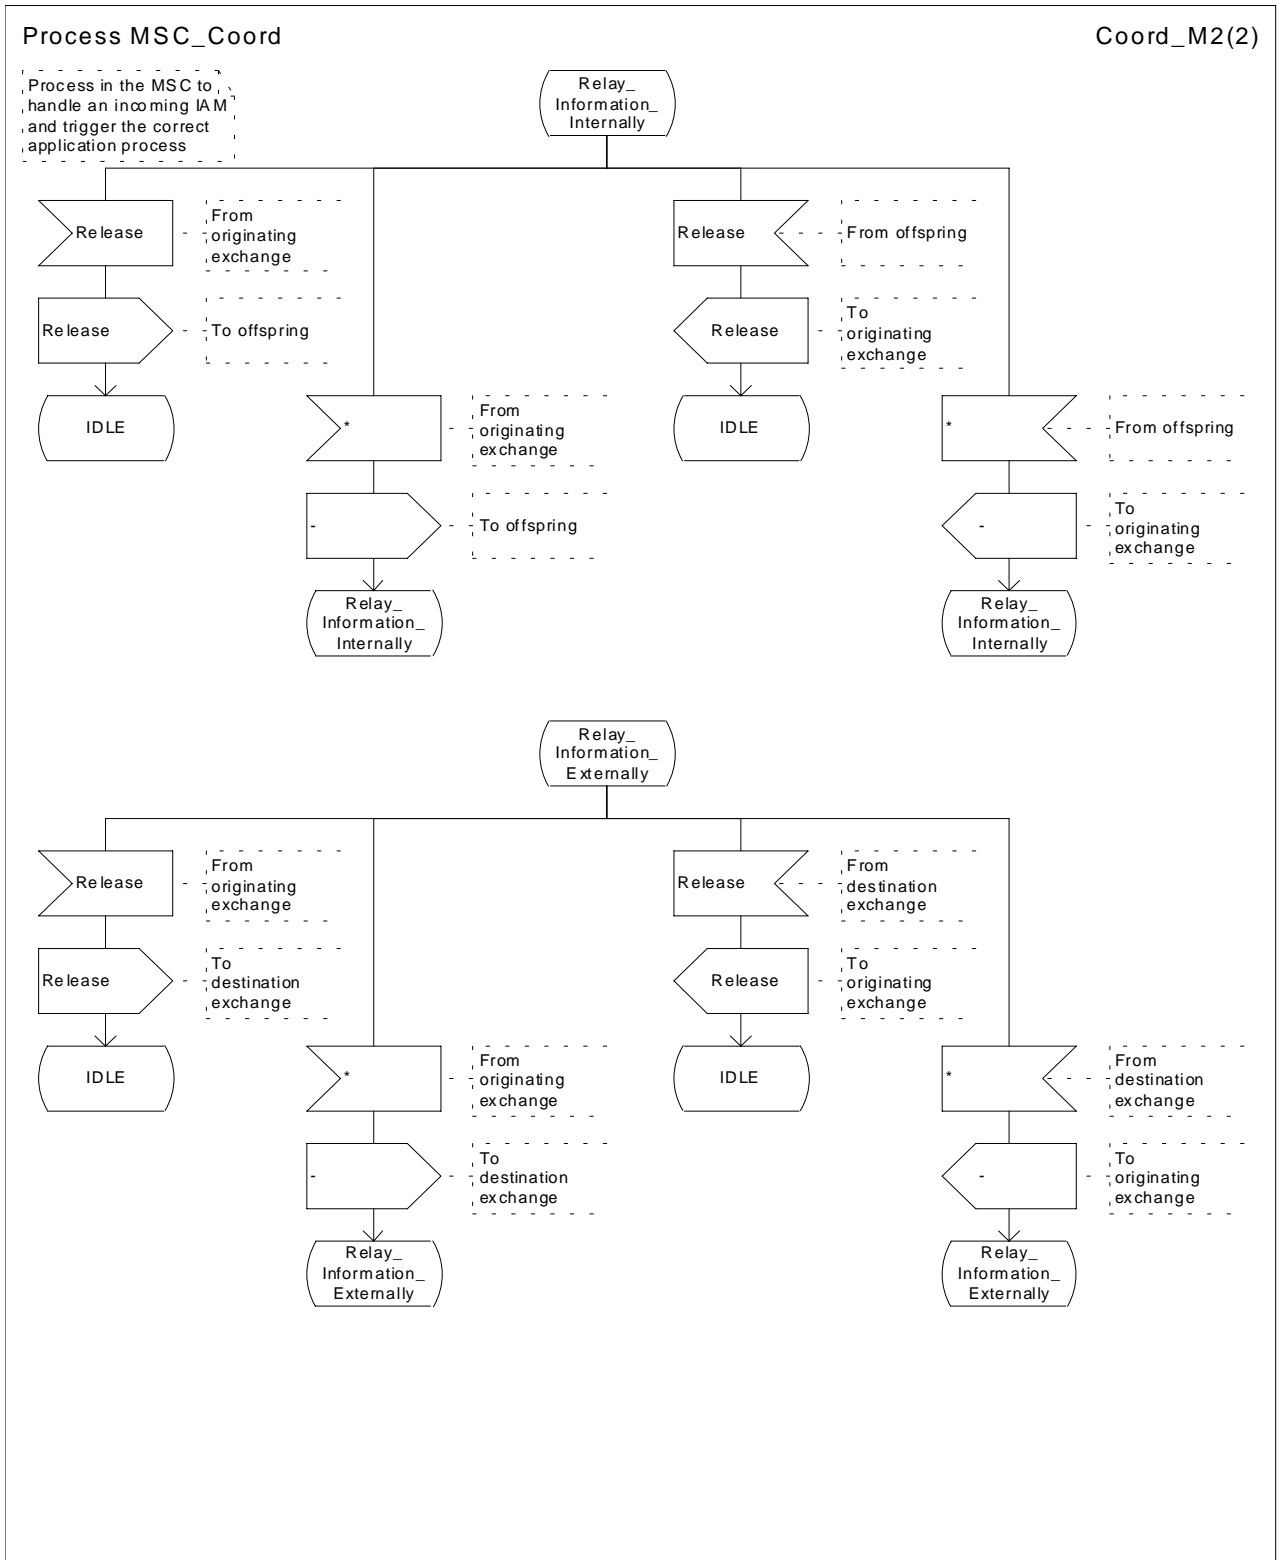 Process MSC_Coord
Coord_M2(2)
Process in the MSC to
handle an incoming IAM
and trigger the correct
application process
Relay_
Information_
Internally
Release
From
originating
exchange
Release
From offspring
Release
To offspring
Release
To
originating
exchange
IDLE
*
From
originating
exchange
IDLE
*
From offspring
-
To offspring
-
To
originating
exchange
Relay_
Information_
Internally
Relay_
Information_
Internally
Relay_
Information_
Externally
Release
From
originating
exchange
Release
From
destination
exchange
Release
To
destination
exchange
Release
To
originating
exchange
IDLE
*
From
originating
exchange
IDLE
*
From
destination
exchange
-
To
destination
exchange
-
To
originating
exchange
Relay_
Information_
Externally
Relay_
Information_
Externally